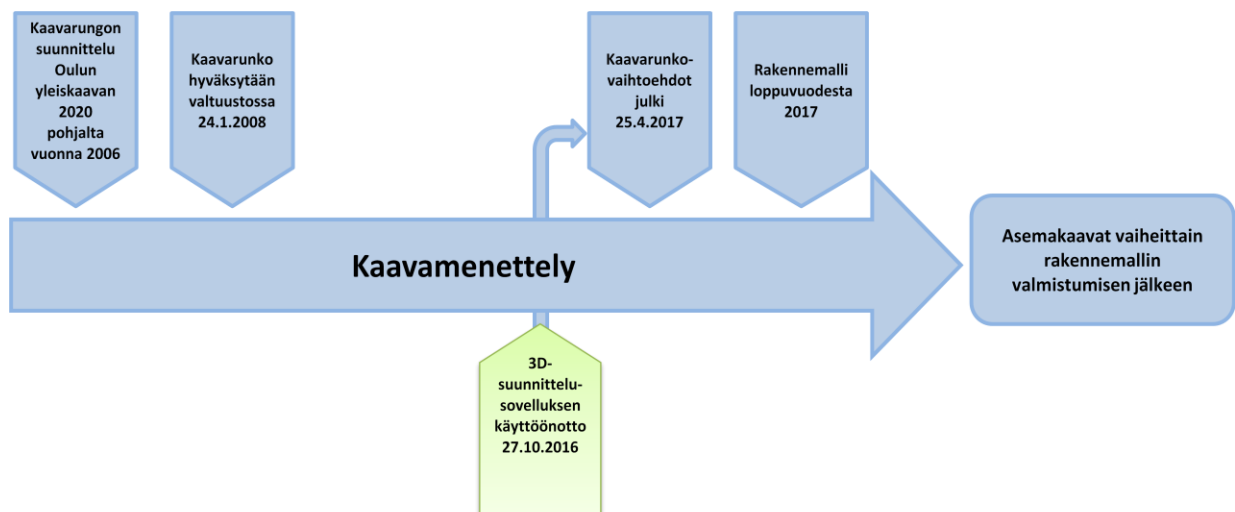 Kaavarungon
suunnittelu
Oulun
yleiskaavan
2020
pohjalta
vuonna 2006
Kaavarunko
hyväksytään
valtuustossa
24.1.2008
Kaavarunko-
vaihtoehdot
julki
25.4.2017
Rakennemalli
loppuvuodesta
2017
Kaavamenettely
Asemakaavat vaiheittain
rakennemallin
valmistumisen jälkeen
3D-
suunnittelu-
sovelluksen
käyttöönotto
27.10.2016